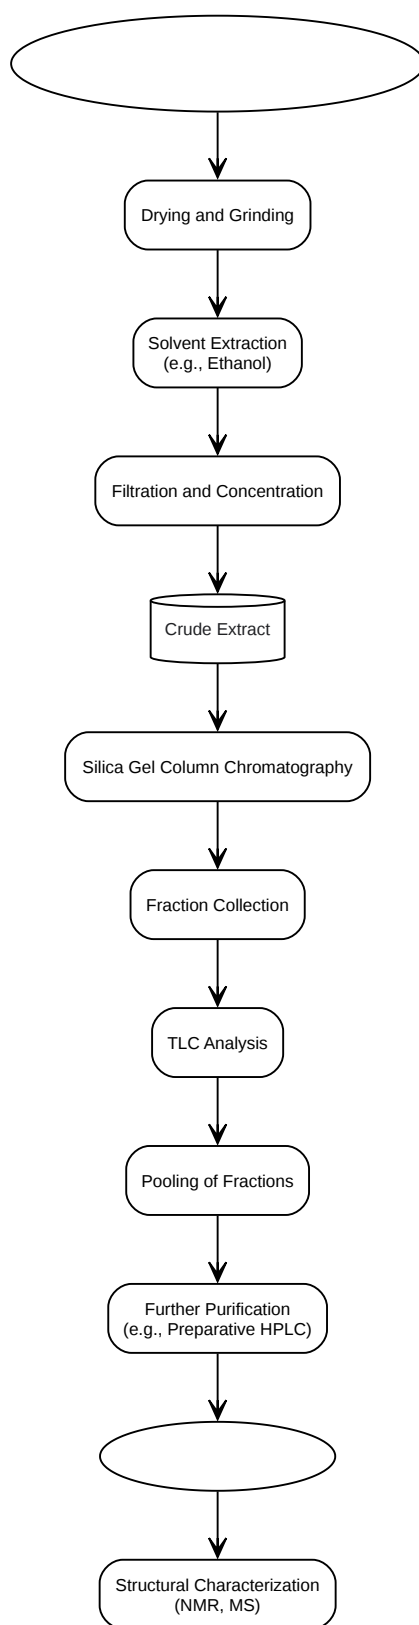 Drying and Grinding
Solvent Extraction
(e.g., Ethanol)
Filtration and Concentration
Crude Extract
Silica Gel Column Chromatography
Fraction Collection
TLC Analysis
Pooling of Fractions
Further Purification
(e.g., Preparative HPLC)
Structural Characterization
(NMR, MS)